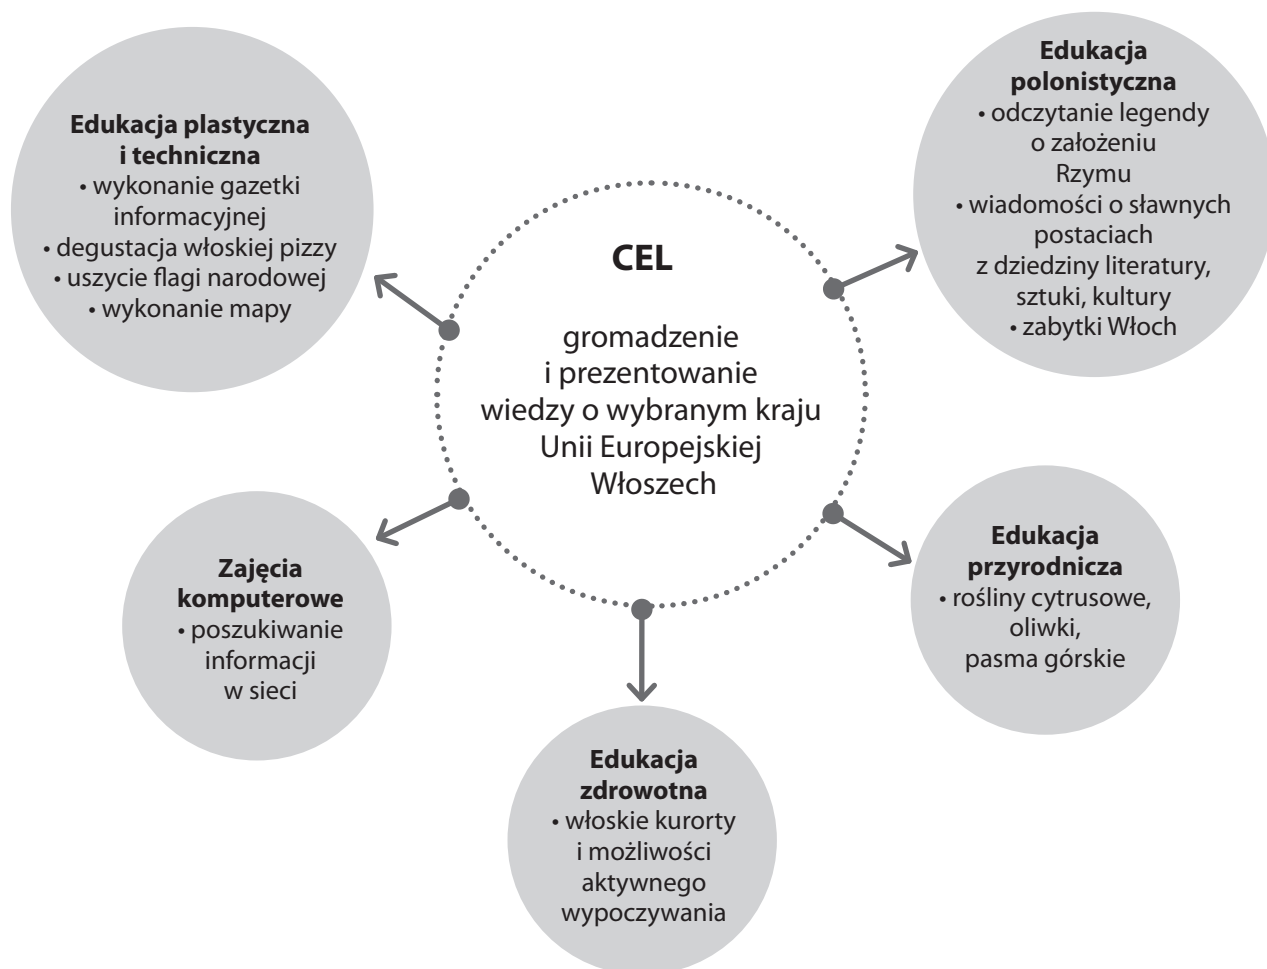 Edukacja plastyczna
i techniczna
• wykonanie gazetki
informacyjnej
• degustacja włoskiej pizzy
• uszycie flagi narodowej
• wykonanie mapy
Edukacja
polonistyczna
• odczytanie legendy
o założeniu
Rzymu
• wiadomości o sławnych
postaciach
z dziedziny literatury,
sztuki, kultury
• zabytki Włoch
CEL
gromadzenie
i prezentowanie
wiedzy o wybranym kraju
Unii Europejskiej
Włoszech
Zajęcia
komputerowe
• poszukiwanie
informacji
w sieci
Edukacja
przyrodnicza
• rośliny cytrusowe,
oliwki,
pasma górskie
Edukacja
zdrowotna
• włoskie kurorty
i możliwości
aktywnego
wypoczywania